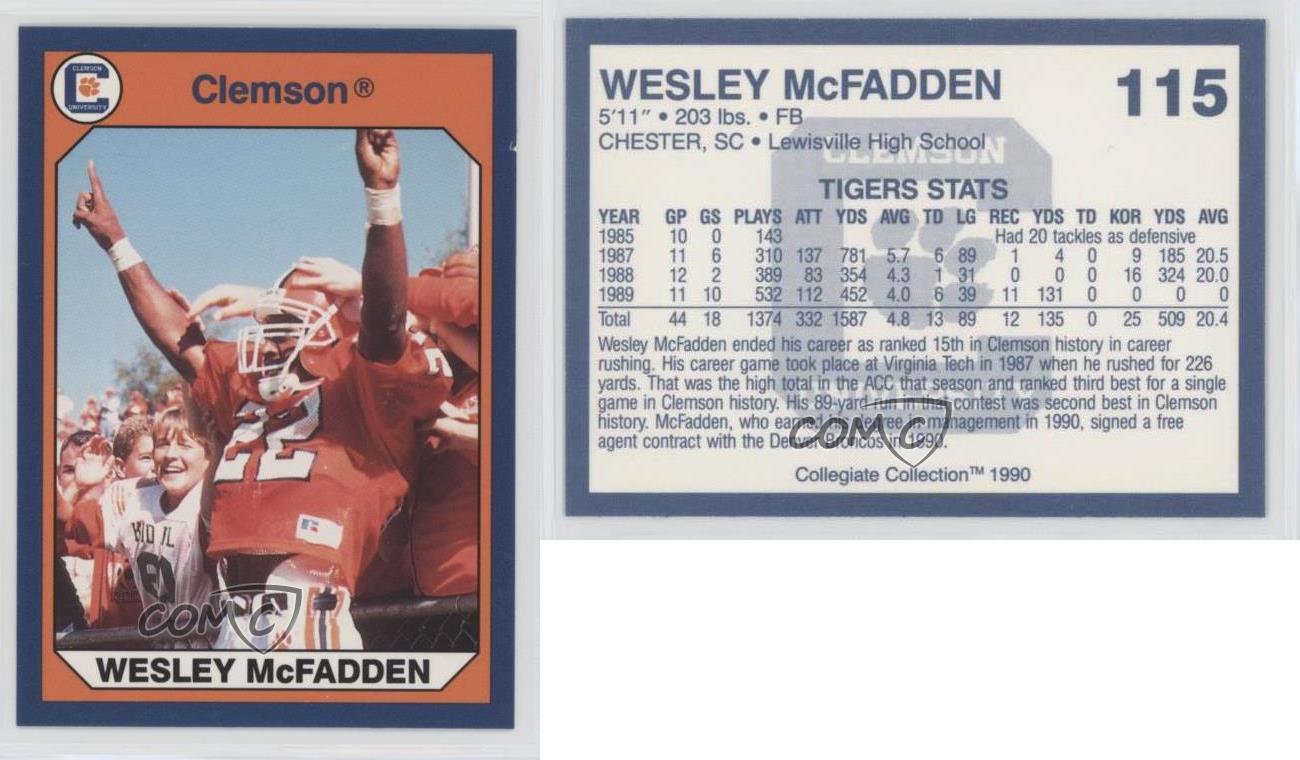 CLEMSON
UNIVERSITY
Clemson ®
22
COMC
WESLEY McFADDEN
WESLEY McFADDEN 115
5'11" • 203 lbs. • FB
CHESTER, SC • Lewisville High School
CLEMSON
TIGERS STATS
YEAR GP GS PLAYS ATT YDS AVG TD LG REC YDS TD KOR YDS AVG
1985 10 0 143 Had 20 tackles as defensive
1987 11 6 310 137 781 5.7 6 89 1 4 0 9 185 20.5
1988 12 2 389 83 354 4.3 1 31 0 0 0 16 324 20.0
1989 11 10 532 112 452 4.0 6 39 11 131 0 0 0 0
Total 44 18 1374 332 1587 4.8 13 89 12 135 0 25 509 20.4
Wesley McFadden ended his career as ranked 15th in Clemson history in career
rushing. His career game took place at Virginia Tech in 1987 when he rushed for 226
yards. That was the high total in the ACC that season and ranked third best for a single
game in Clemson history. His 89-yard run in that contest was second best in Clemson
history. McFadden, who earned his degree in management in 1990, signed a free
agent contract with the Denver Broncos in 1990.
COMC
Collegiate Collection™ 1990